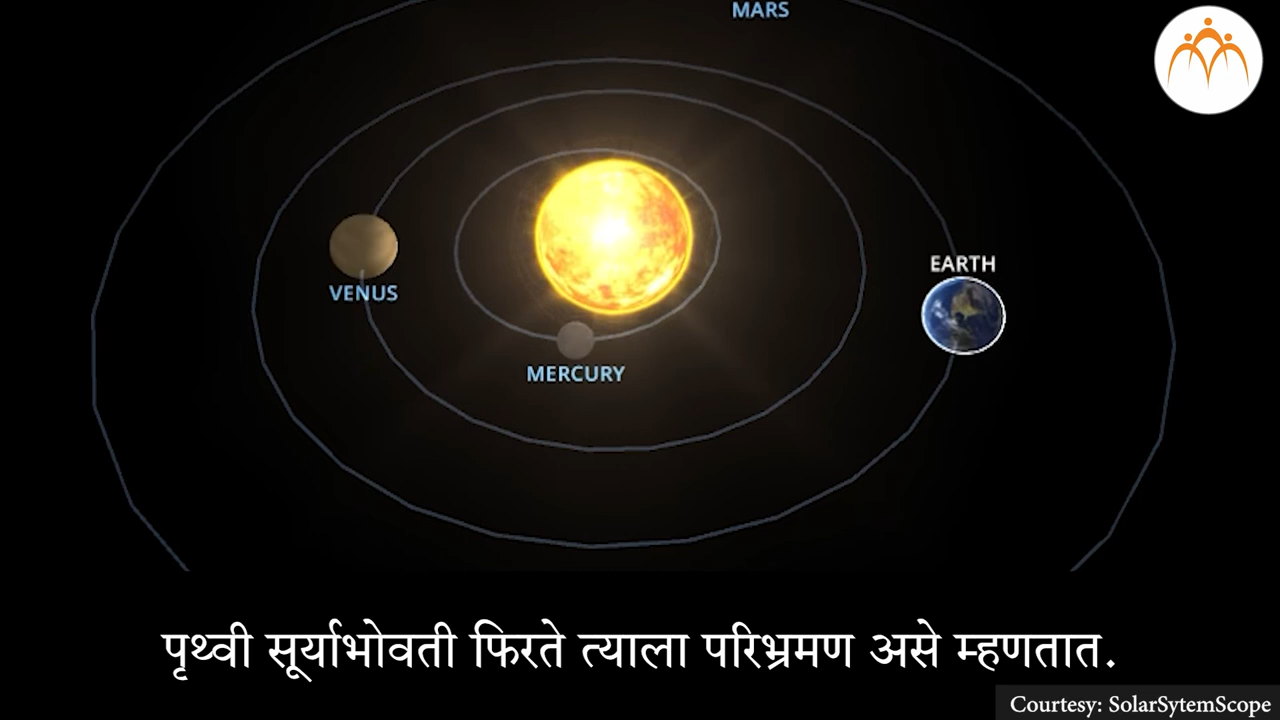 MARS
EARTH
VENUS
MERCURY
पृथ्वी सूर्याभोवती फिरते त्याला परिभ्रमण असे म्हणतात.
Courtesy: SolarSytemScope